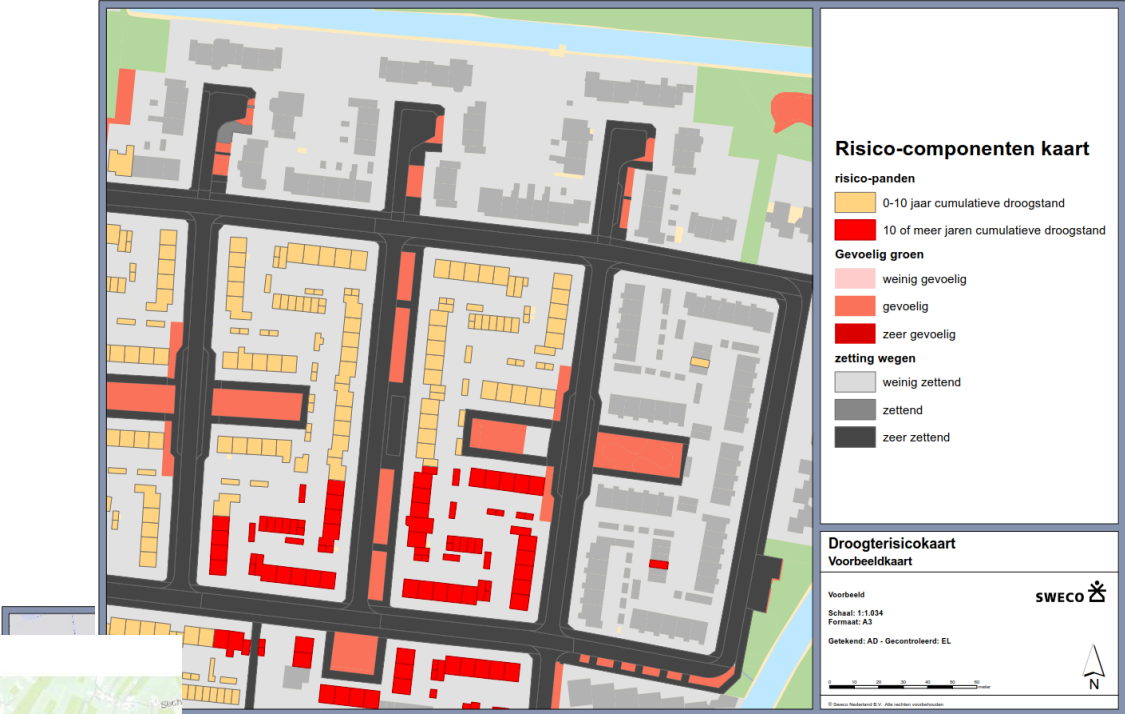 Risico-componenten kaart
risico-panden
0-10 jaar cumulatieve droogstand
10 of meer jaren cumulatieve droogstand
Gevoelig groen
weinig gevoelig
gevoelig
zeer gevoelig
zetting wegen
weinig zettend
zettend
zeer zettend
Droogterisicokaart
Voorbeeldkaart
Voorbeeld
SWECO
Schaal: 1:1.034
Formaat: A3
Getekend: AD - Gecontroleerd: EL
N
0 10 20 30 40 50 60 meter
© Sweco Nederland B.V. Alle rechten voorbehouden